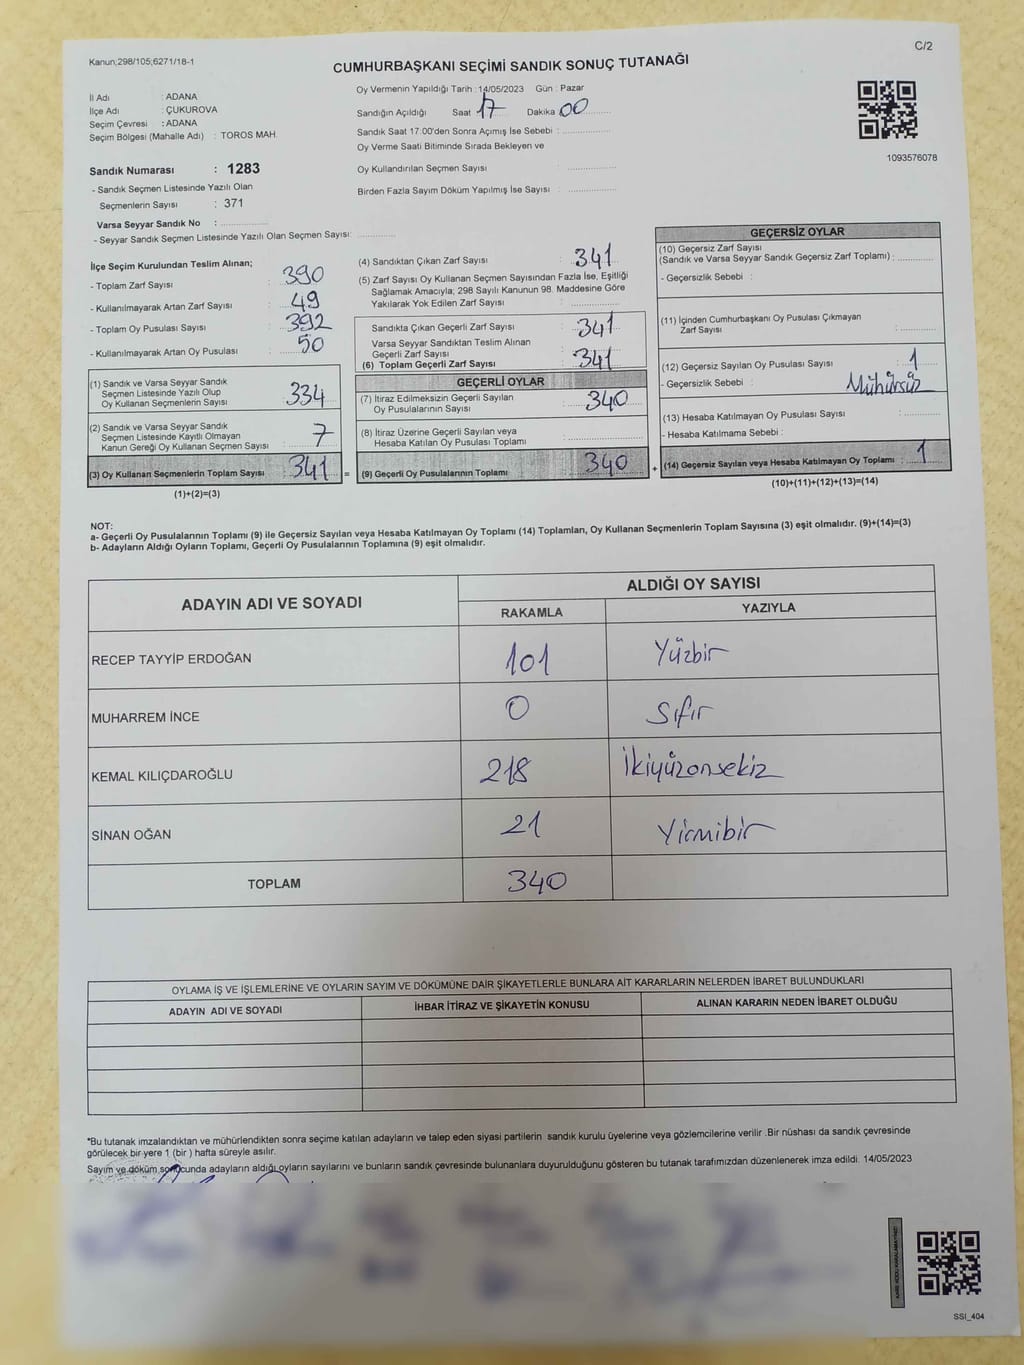 C/2
Kanun;298/105;6271/18-1
CUMHURBAŞKANI SEÇİMİ SANDIK SONUÇ TUTANAĞI
İl Adı : ADANA
İlçe Adı : ÇUKUROVA
Seçim Çevresi : ADANA
Seçim Bölgesi (Mahalle Adı) : TOROS MAH.
Sandık Numarası : 1283
- Sandık Seçmen Listesinde Yazılı Olan
Seçmenlerin Sayısı : 371
Varsa Seyyar Sandık No :
- Seyyar Sandık Seçmen Listesinde Yazılı Olan Seçmen Sayısı:
Oy Vermenin Yapıldığı Tarih : 14/05/2023 Gün : Pazar
Sandığın Açıldığı Saat 17 Dakika 00
Sandık Saat 17:00'den Sonra Açımış İse Sebebi :
Oy Verme Saati Bitiminde Sırada Bekleyen ve
Oy Kullandırılan Seçmen Sayısı :
Birden Fazla Sayım Döküm Yapılmış İse Sayısı :
1093576078
İlçe Seçim Kurulundan Teslim Alınan;
- Toplam Zarf Sayısı : 390
- Kullanılmayarak Artan Zarf Sayısı : 49
- Toplam Oy Pusulası Sayısı : 392
- Kullanılmayarak Artan Oy Pusulası : 50
(1) Sandık ve Varsa Seyyar Sandık
Seçmen Listesinde Yazılı Olup
Oy Kullanan Seçmenlerin Sayısı : 334
(2) Sandık ve Varsa Seyyar Sandık
Seçmen Listesinde Kayıtlı Olmayan
Kanun Gereği Oy Kullanan Seçmen Sayısı : 7
(3) Oy Kullanan Seçmenlerin Toplam Sayısı : 341 =
(1)+(2)=(3)
(4) Sandıktan Çıkan Zarf Sayısı : 341
(5) Zarf Sayısı Oy Kullanan Seçmen Sayısından Fazla İse, Eşitliği
Sağlamak Amacıyla; 298 Sayılı Kanunun 98. Maddesine Göre
Yakılarak Yok Edilen Zarf Sayısı :
Sandıkta Çıkan Geçerli Zarf Sayısı : 341
Varsa Seyyar Sandıktan Teslim Alınan
Geçerli Zarf Sayısı :
(6) Toplam Geçerli Zarf Sayısı : 341
GEÇERLİ OYLAR
(7) İtiraz Edilmeksizin Geçerli Sayılan
Oy Pusulalarının Sayısı : 340
(8) İtiraz Üzerine Geçerli Sayılan veya
Hesaba Katılan Oy Pusulası Toplamı :
(9) Geçerli Oy Pusulalarının Toplamı : 340 +
GEÇERSİZ OYLAR
(10) Geçersiz Zarf Sayısı
(Sandık ve Varsa Seyyar Sandık Geçersiz Zarf Toplamı) :
- Geçersizlik Sebebi :
(11) İçinden Cumhurbaşkanı Oy Pusulası Çıkmayan
Zarf Sayısı :
(12) Geçersiz Sayılan Oy Pusulası Sayısı : 1
- Geçersizlik Sebebi : Mühürsüz
(13) Hesaba Katılmayan Oy Pusulası Sayısı :
- Hesaba Katılmama Sebebi :
(14) Geçersiz Sayılan veya Hesaba Katılmayan Oy Toplamı : 1
(10)+(11)+(12)+(13)=(14)
NOT:
a- Geçerli Oy Pusulalarının Toplamı (9) ile Geçersiz Sayılan veya Hesaba Katılmayan Oy Toplamı (14) Toplamları, Oy Kullanan Seçmenlerin Toplam Sayısına (3) eşit olmalıdır. (9)+(14)=(3)
b- Adayların Aldığı Oyların Toplamı, Geçerli Oy Pusulalarının Toplamına (9) eşit olmalıdır.
ADAYIN ADI VE SOYADI
ALDIĞI OY SAYISI
RAKAMLA YAZIYLA
RECEP TAYYİP ERDOĞAN 101 Yüzbir
MUHARREM İNCE 0 Sıfır
KEMAL KILIÇDAROĞLU 218 İkiyüzonsekiz
SİNAN OĞAN 21 Yirmibir
TOPLAM 340
OYLAMA İŞ VE İŞLEMLERİNE VE OYLARIN SAYIM VE DÖKÜMÜNE DAİR ŞİKAYETLERLE BUNLARA AİT KARARLARIN NELERDEN İBARET BULUNDUKLARI
ADAYIN ADI VE SOYADI İHBAR İTİRAZ VE ŞİKAYETİN KONUSU ALINAN KARARIN NEDEN İBARET OLDUĞU
*Bu tutanak imzalandıktan ve mühürlendikten sonra seçime katılan adayların ve talep eden siyasi partilerin sandık kurulu üyelerine veya gözlemcilerine verilir .Bir nüshası da sandık çevresinde
görülecek bir yere 1 (bir ) hafta süreyle asılır.
Sayım ve döküm sonucunda adayların aldığı oyların sayılarını ve bunların sandık çevresinde bulunanlara duyurulduğunu gösteren bu tutanak tarafımızdan düzenlenerek imza edildi. 14/05/2023
SSI_404